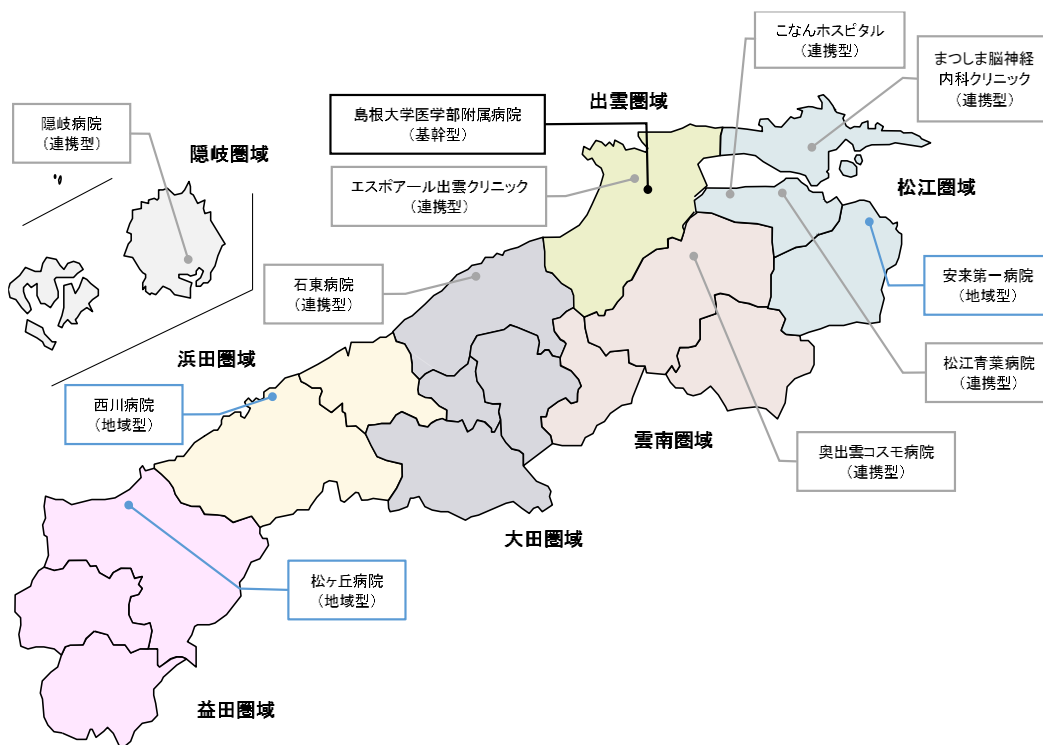 こなんホスピタル
（連携型）
まつしま脳神経
内科クリニック
（連携型）
出雲圏域
島根大学医学部附属病院
（基幹型）
隠岐病院
（連携型）
隠岐圏域
エスポアール出雲クリニック
（連携型）
松江圏域
石東病院
（連携型）
安来第一病院
（地域型）
浜田圏域
松江青葉病院
（連携型）
西川病院
（地域型）
雲南圏域
奥出雲コスモ病院
（連携型）
大田圏域
松ヶ丘病院
（地域型）
益田圏域